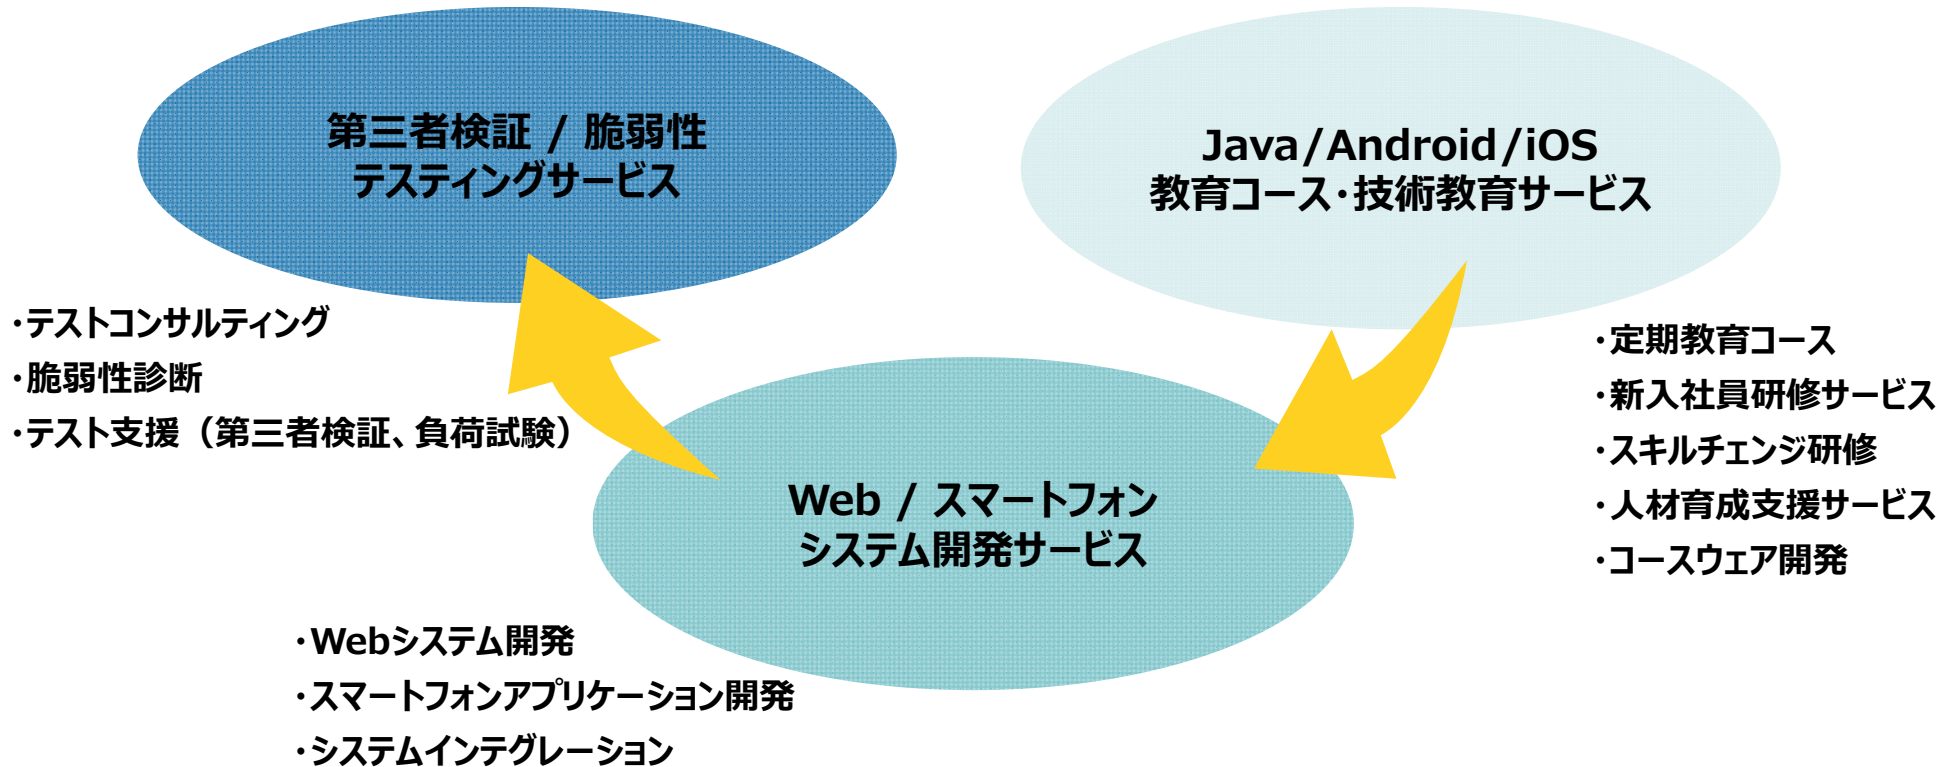 第三者検証 / 脆弱性
テスティングサービス
Java/Android/iOS
教育コース・技術教育サービス
・テストコンサルティング
・脆弱性診断
・テスト支援（第三者検証、負荷試験）
・定期教育コース
・新入社員研修サービス
・スキルチェンジ研修
・人材育成支援サービス
・コースウェア開発
Web / スマートフォン
システム開発サービス
・Webシステム開発
・スマートフォンアプリケーション開発
・システムインテグレーション